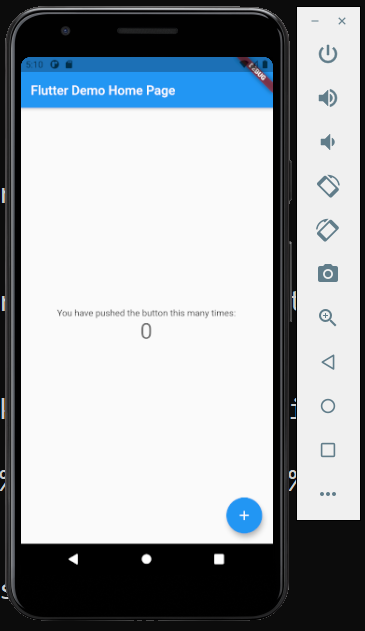 5:10
DEBUG
Flutter Demo Home Page
You have pushed the button this many times:
0